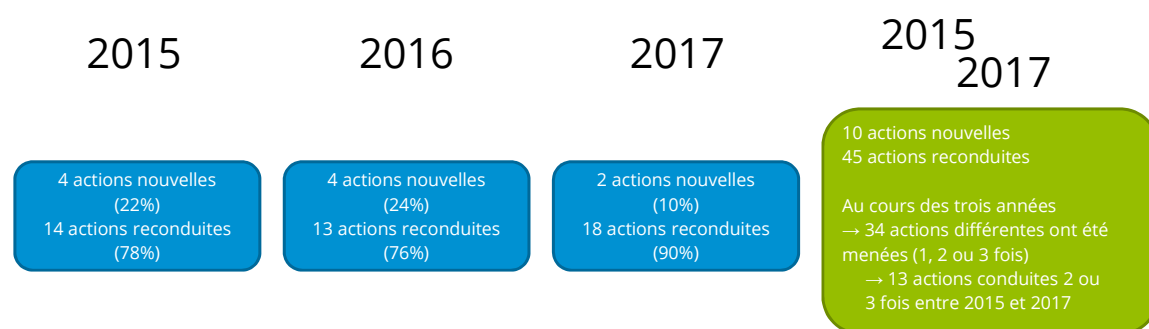 2015
4 actions nouvelles
(22%)
14 actions reconduites
(78%)
2016
4 actions nouvelles
(24%)
13 actions reconduites
(76%)
2017
2 actions nouvelles
(10%)
18 actions reconduites
(90%)
2015
2017
10 actions nouvelles
45 actions reconduites
Au cours des trois années
→ 34 actions différentes ont été
menées (1, 2 ou 3 fois)
→ 13 actions conduites 2 ou
3 fois entre 2015 et 2017